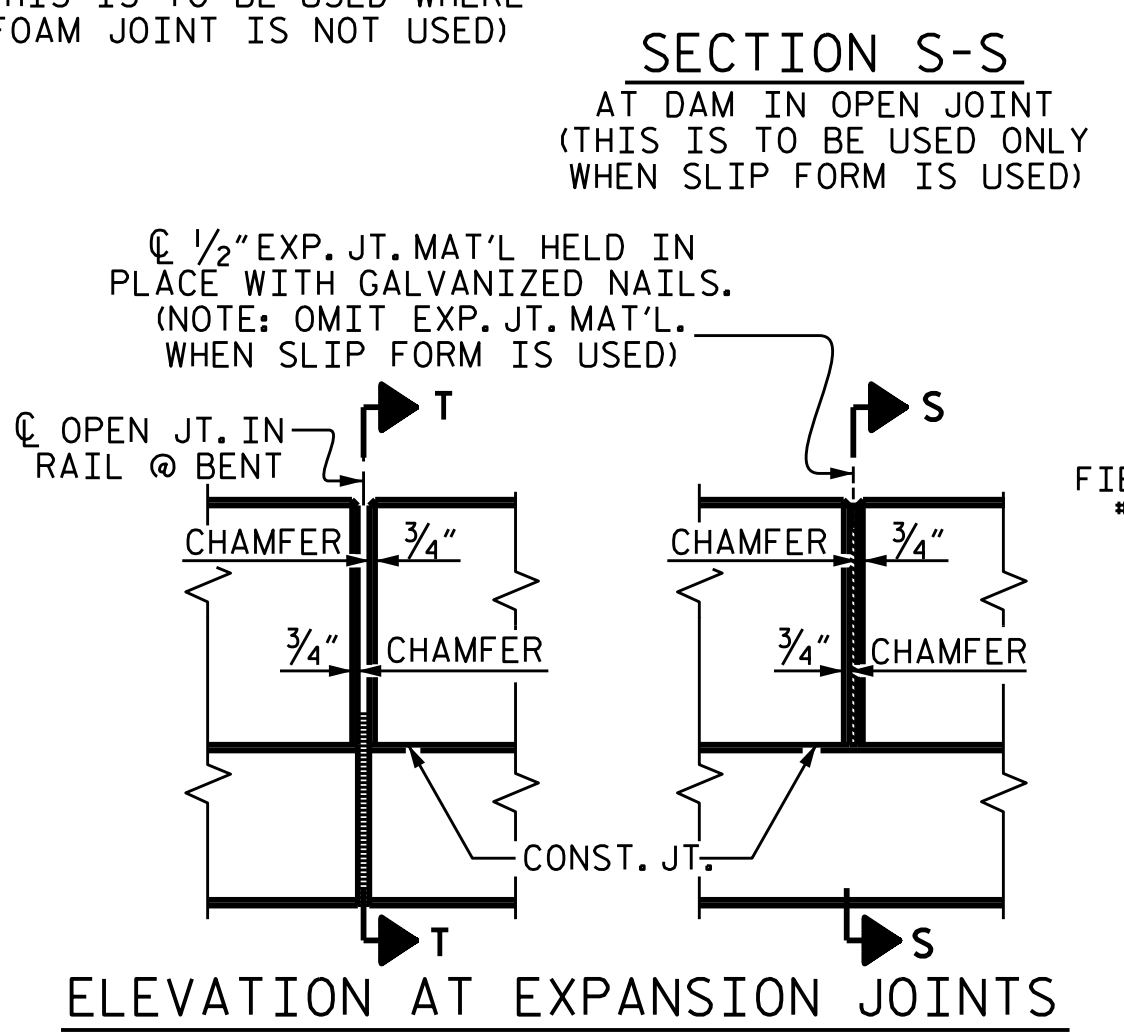 THIS IS TO BE USED WHERE
FOAM JOINT IS NOT USED)
SECTION S-S
AT DAM IN OPEN JOINT
(THIS IS TO BE USED ONLY
WHEN SLIP FORM IS USED)
℄ 1/2" EXP. JT. MAT'L HELD IN
PLACE WITH GALVANIZED NAILS.
(NOTE: OMIT EXP. JT. MAT'L.
WHEN SLIP FORM IS USED)
T
S
℄ OPEN JT. IN
RAIL @ BENT
CHAMFER 3/4"
CHAMFER 3/4"
3/4" CHAMFER
3/4" CHAMFER
CONST. JT.
T
S
ELEVATION AT EXPANSION JOINTS